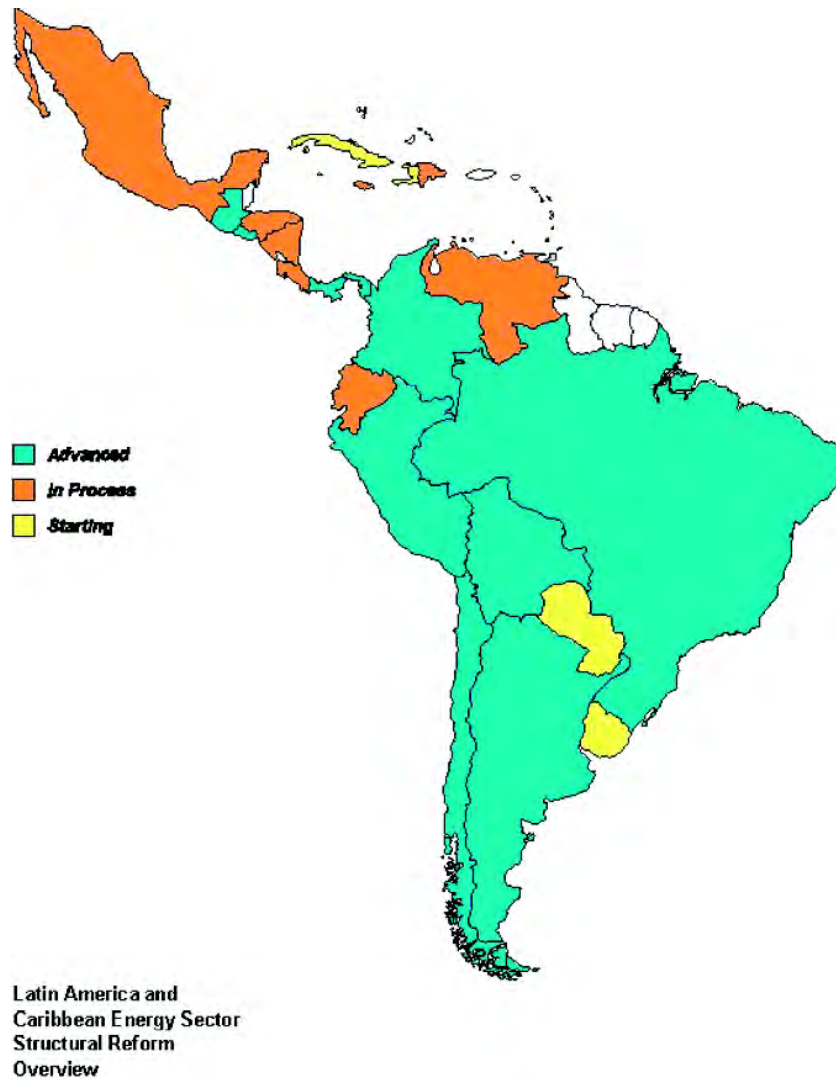 Advanced
In Process
Starting
Latin America and
Caribbean Energy Sector
Structural Reform
Overview